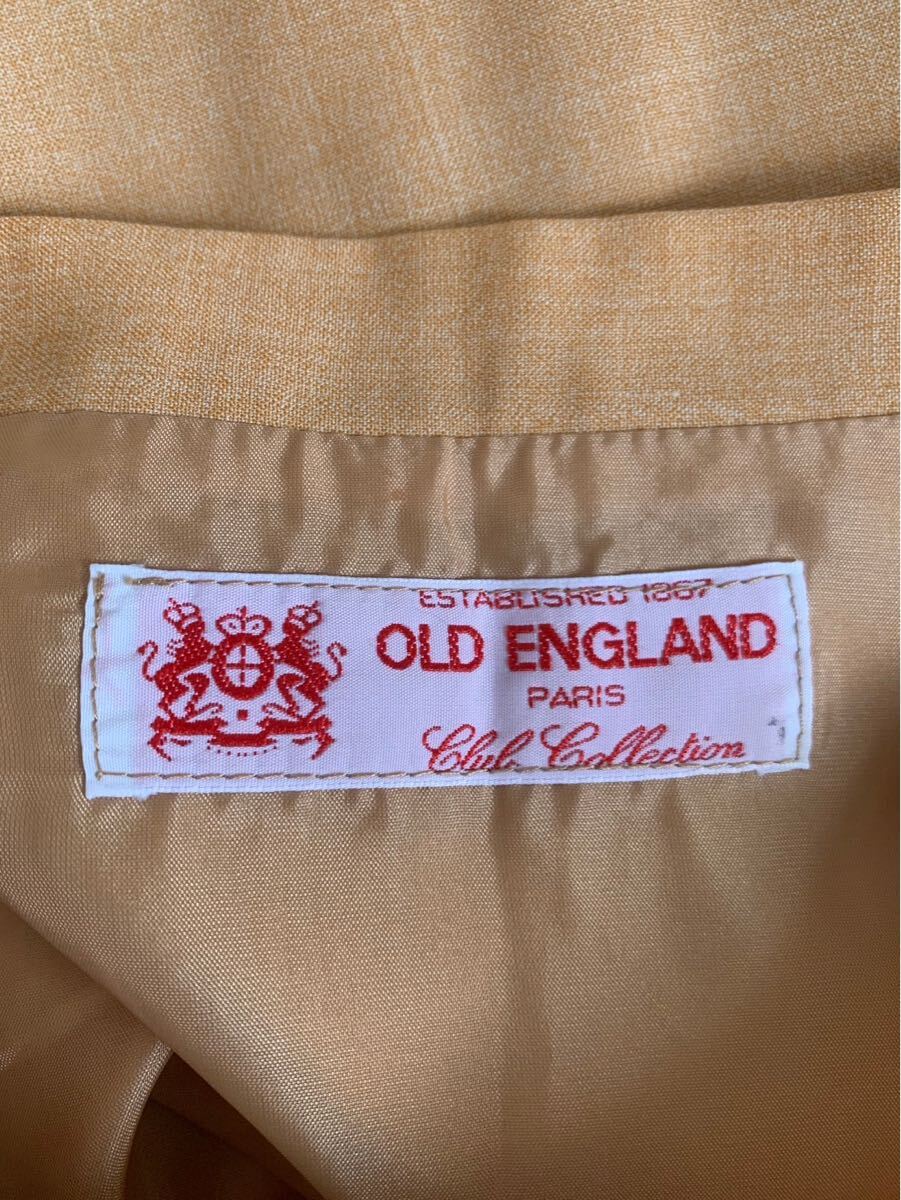 ESTABLISHED 1867
OLD ENGLAND
PARIS
Club Collection